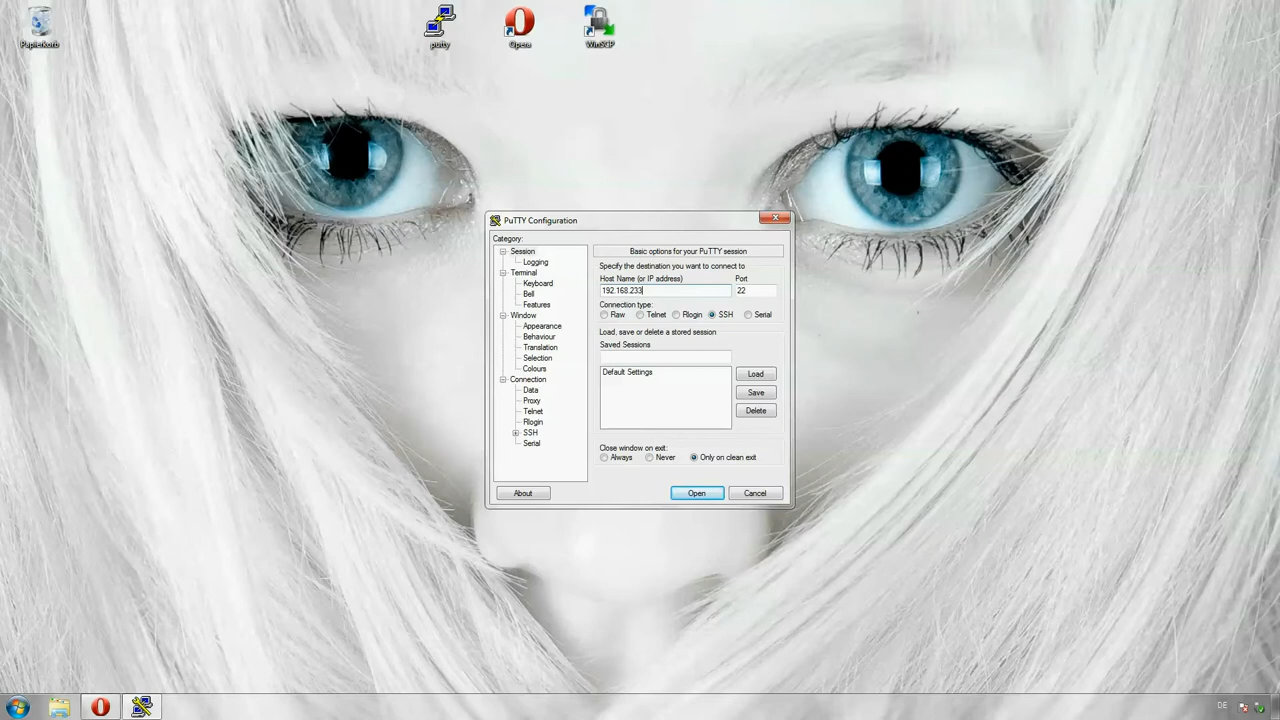 Papierkorb
putty
Opera
WinSCP
PuTTY Configuration
Category:
Session
Logging
Terminal
Keyboard
Bell
Features
Window
Appearance
Behaviour
Translation
Selection
Colours
Connection
Data
Proxy
Telnet
Rlogin
SSH
Serial
Basic options for your PuTTY session
Specify the destination you want to connect to
Host Name (or IP address) Port
192.168.233 22
Connection type:
Raw Telnet Rlogin SSH Serial
Load, save or delete a stored session
Saved Sessions
Default Settings
Load
Save
Delete
Close window on exit:
Always Never Only on clean exit
About Open Cancel
DE